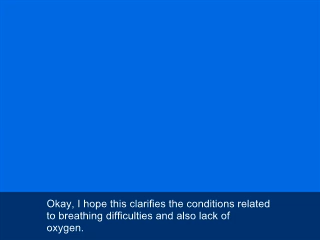 Okay, I hope this clarifies the conditions related
to breathing difficulties and also lack of
oxygen.